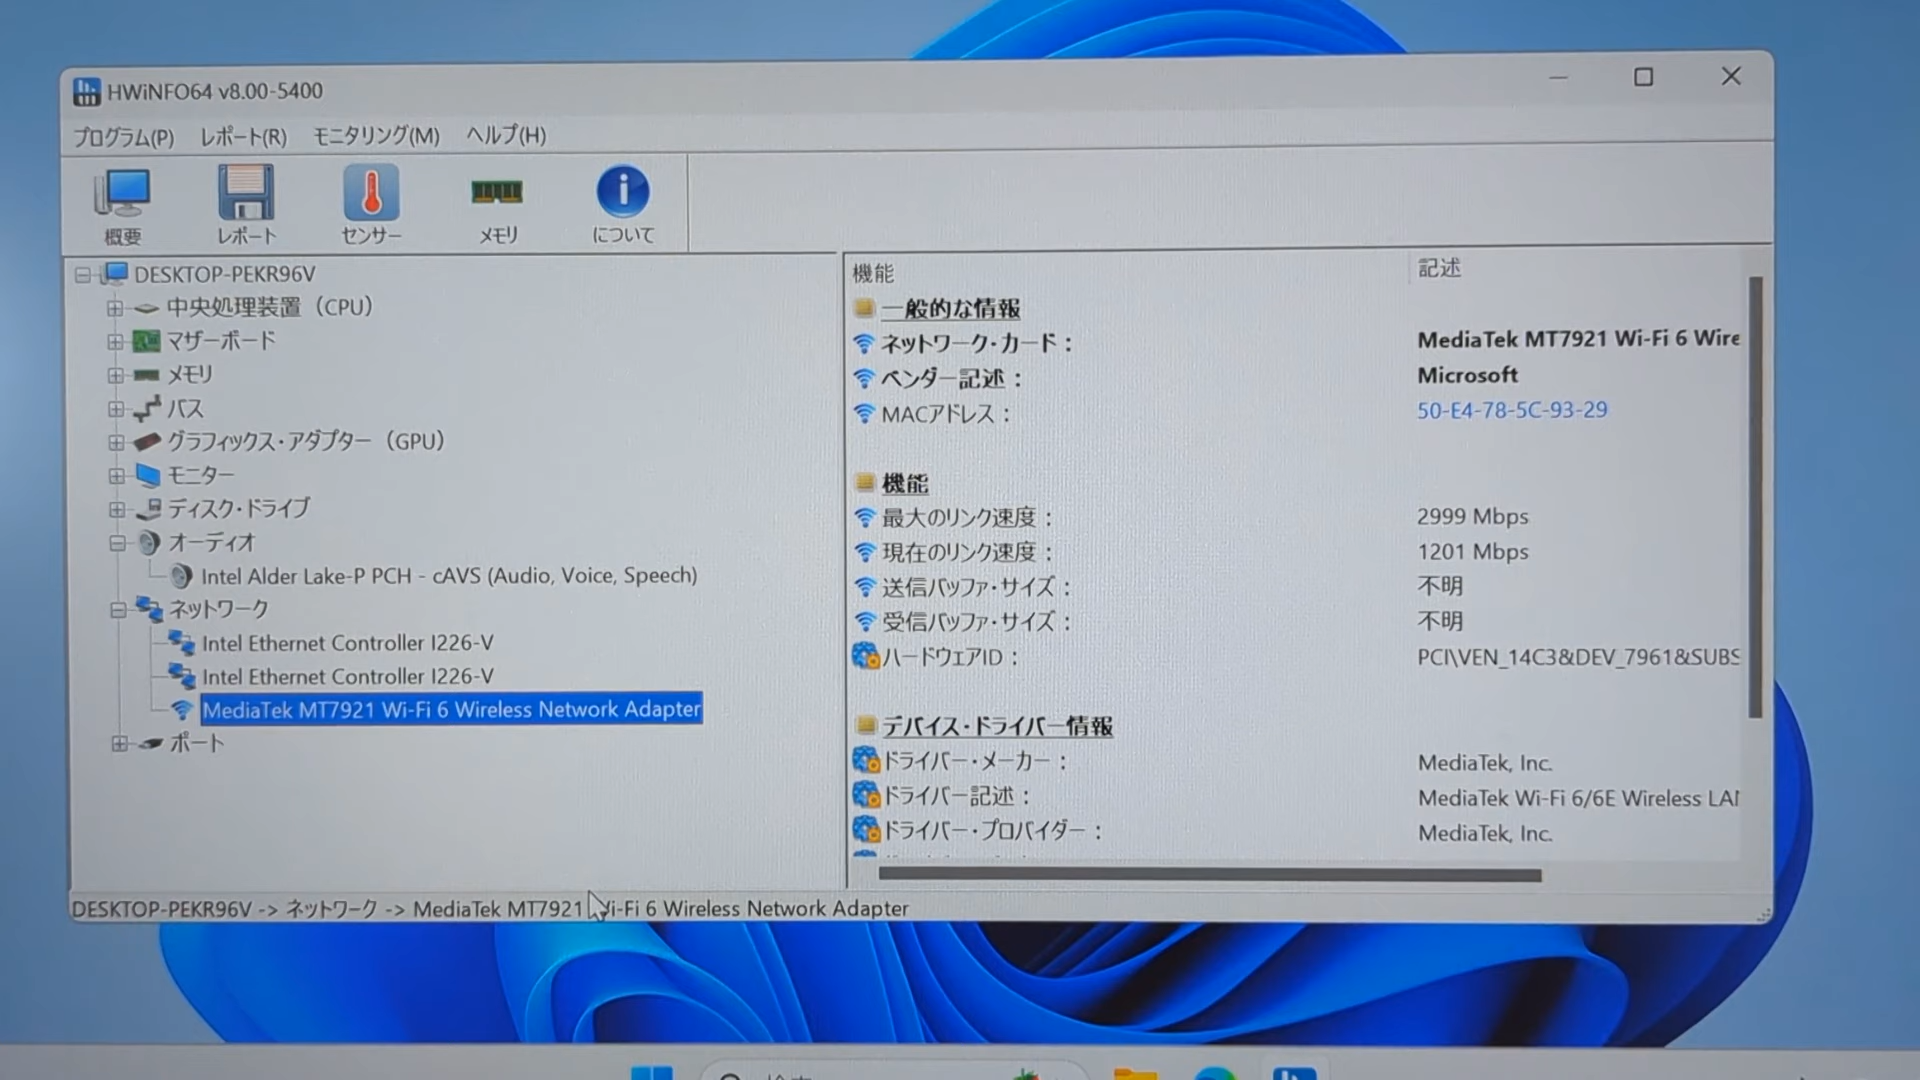 HWiNFO64 v8.00-5400
プログラム(P) レポート(R) モニタリング(M) ヘルプ(H)
概要 レポート センサー メモリ について
DESKTOP-PEKR96V
中央処理装置（CPU）
マザーボード
メモリ
バス
グラフィックス・アダプター（GPU）
モニター
ディスク・ドライブ
オーディオ
Intel Alder Lake-P PCH - cAVS (Audio, Voice, Speech)
ネットワーク
Intel Ethernet Controller I226-V
Intel Ethernet Controller I226-V
MediaTek MT7921 Wi-Fi 6 Wireless Network Adapter
ポート
機能 記述
一般的な情報
ネットワーク・カード： MediaTek MT7921 Wi-Fi 6 Wire
ベンダー記述： Microsoft
MACアドレス： 50-E4-78-5C-93-29
機能
最大のリンク速度： 2999 Mbps
現在のリンク速度： 1201 Mbps
送信バッファ・サイズ： 不明
受信バッファ・サイズ： 不明
ハードウェアID： PCI\VEN_14C3&DEV_7961&SUBS
デバイス・ドライバー情報
ドライバー・メーカー： MediaTek, Inc.
ドライバー記述： MediaTek Wi-Fi 6/6E Wireless LAN
ドライバー・プロバイダー： MediaTek, Inc.
DESKTOP-PEKR96V -> ネットワーク -> MediaTek MT7921 Wi-Fi 6 Wireless Network Adapter